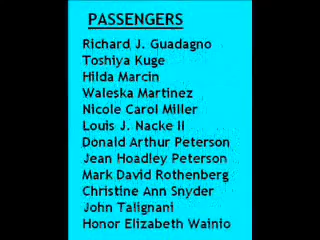 PASSENGERS
Richard J. Guadagno
Toshiya Kuge
Hilda Marcin
Waleska Martinez
Nicole Carol Miller
Louis J. Nacke II
Donald Arthur Peterson
Jean Hoadley Peterson
Mark David Rothenberg
Christine Ann Snyder
John Talignani
Honor Elizabeth Wainio